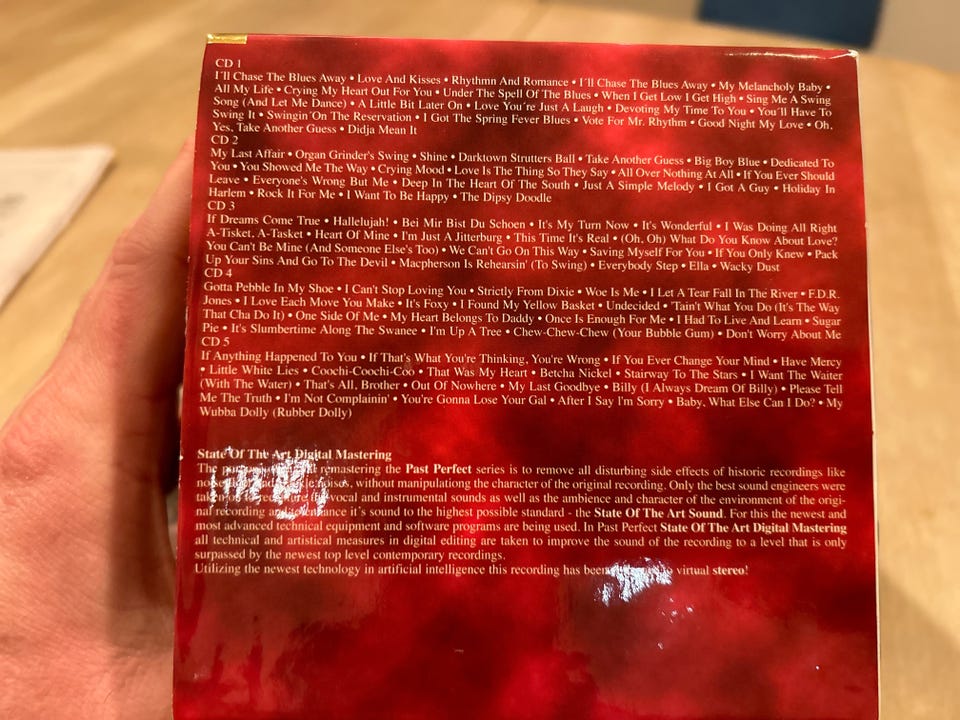 CD 1
I´ll Chase The Blues Away • Love And Kisses • Rhythmn And Romance • I´ll Chase The Blues Away • My Melancholy Baby •
All My Life • Crying My Heart Out For You • Under The Spell Of The Blues • When I Get Low I Get High • Sing Me A Swing
Song (And Let Me Dance) • A Little Bit Later On • Love You´re Just A Laugh • Devoting My Time To You • You´ll Have To
Swing It • Swingin´On The Reservation • I Got The Spring Fever Blues • Vote For Mr. Rhythm • Good Night My Love • Oh,
Yes, Take Another Guess • Didja Mean It
CD 2
My Last Affair • Organ Grinder's Swing • Shine • Darktown Strutters Ball • Take Another Guess • Big Boy Blue • Dedicated To
You • You Showed Me The Way • Crying Mood • Love Is The Thing So They Say • All Over Nothing At All • If You Ever Should
Leave • Everyone's Wrong But Me • Deep In The Heart Of The South • Just A Simple Melody • I Got A Guy • Holiday In
Harlem • Rock It For Me • I Want To Be Happy • The Dipsy Doodle
CD 3
If Dreams Come True • Hallelujah! • Bei Mir Bist Du Schoen • It's My Turn Now • It's Wonderful • I Was Doing All Right
A-Tisket, A-Tasket • Heart Of Mine • I'm Just A Jitterburg • This Time It's Real • (Oh, Oh) What Do You Know About Love?
You Can't Be Mine (And Someone Else's Too) • We Can't Go On This Way • Saving Myself For You • If You Only Knew • Pack
Up Your Sins And Go To The Devil • Macpherson Is Rehearsin' (To Swing) • Everybody Step • Ella • Wacky Dust
CD 4
Gotta Pebble In My Shoe • I Can't Stop Loving You • Strictly From Dixie • Woe Is Me • I Let A Tear Fall In The River • F.D.R.
Jones • I Love Each Move You Make • It's Foxy • I Found My Yellow Basket • Undecided • 'Tain't What You Do (It's The Way
That Cha Do It) • One Side Of Me • My Heart Belongs To Daddy • Once Is Enough For Me • I Had To Live And Learn • Sugar
Pie • It's Slumbertime Along The Swanee • I'm Up A Tree • Chew-Chew-Chew (Your Bubble Gum) • Don't Worry About Me
CD 5
If Anything Happened To You • If That's What You're Thinking, You're Wrong • If You Ever Change Your Mind • Have Mercy
• Little White Lies • Coochi-Coochi-Coo • That Was My Heart • Betcha Nickel • Stairway To The Stars • I Want The Waiter
(With The Water) • That's All, Brother • Out Of Nowhere • My Last Goodbye • Billy (I Always Dream Of Billy) • Please Tell
Me The Truth • I'm Not Complainin' • You're Gonna Lose Your Gal • After I Say I'm Sorry • Baby, What Else Can I Do? • My
Wubba Dolly (Rubber Dolly)
State Of The Art Digital Mastering
The remastering the Past Perfect series is to remove all disturbing side effects of historic recordings like
without manipulationg the character of the original recording. Only the best sound engineers were
vocal and instrumental sounds as well as the ambience and character of the environment of the origi-
nal recording it's sound to the highest possible standard - the State Of The Art Sound. For this the newest and
most advanced technical equipment and software programs are being used. In Past Perfect State Of The Art Digital Mastering
all technical and artistical measures in digital editing are taken to improve the sound of the recording to a level that is only
surpassed by the newest top level contemporary recordings.
Utilizing the newest technology in artificial intelligence this recording has been virtual stereo!